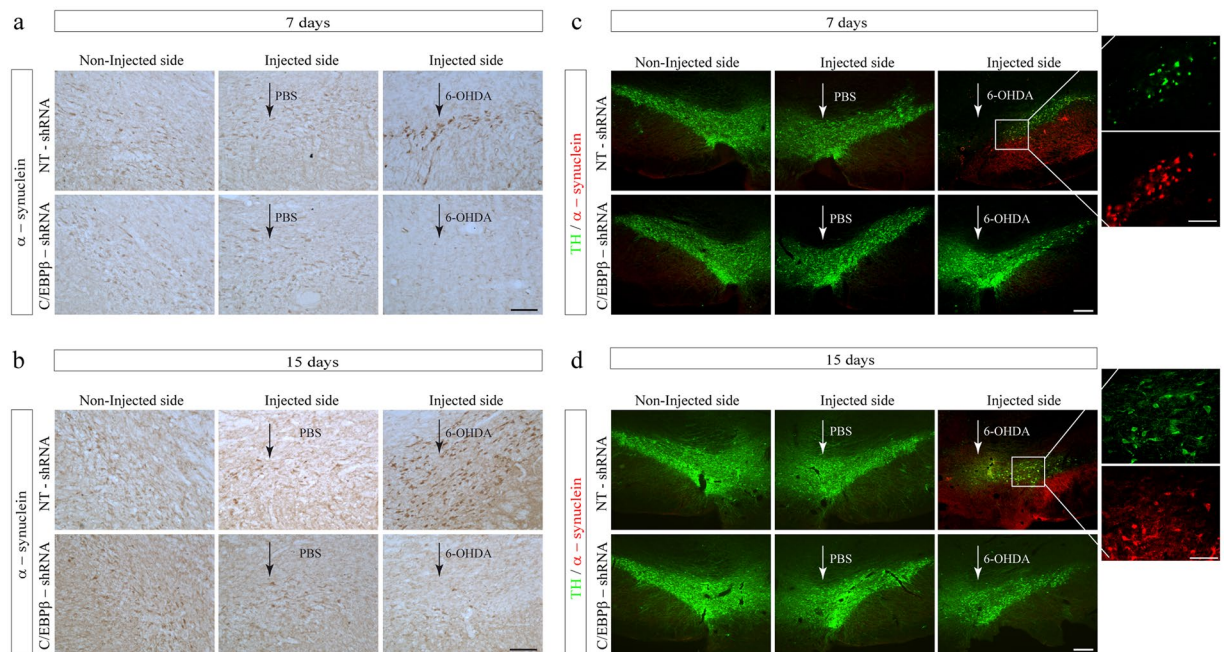 a
7 days
Non-Injected side
Injected side
Injected side
α – synuclein
NT - shRNA
PBS
6-OHDA
C/EBPβ – shRNA
PBS
6-OHDA
b
15 days
Non-Injected side
Injected side
Injected side
α – synuclein
NT - shRNA
PBS
6-OHDA
C/EBPβ – shRNA
PBS
6-OHDA
c
7 days
Non-Injected side
Injected side
Injected side
TH / α – synuclein
NT - shRNA
PBS
6-OHDA
C/EBPβ – shRNA
PBS
6-OHDA
d
15 days
Non-Injected side
Injected side
Injected side
TH / α – synuclein
NT - shRNA
PBS
6-OHDA
C/EBPβ – shRNA
PBS
6-OHDA